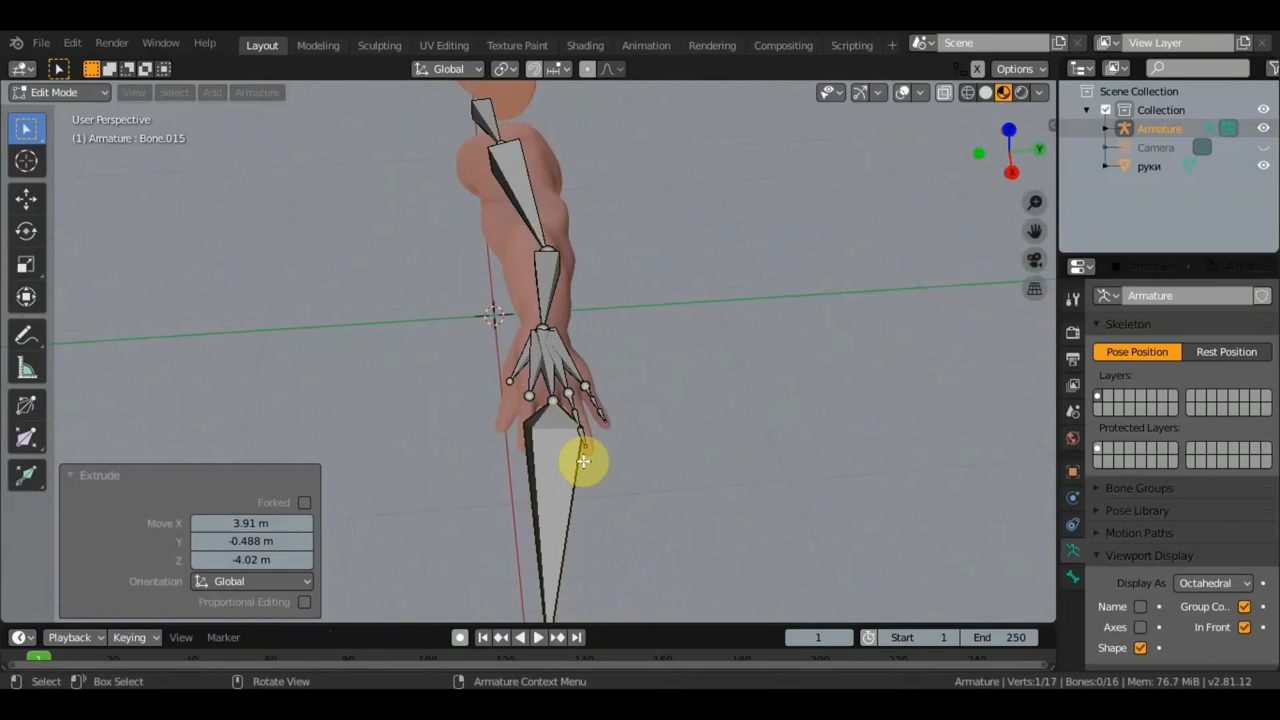 File Edit Render Window Help Layout Modeling Sculpting UV Editing Texture Paint Shading Animation Rendering Compositing Scripting + Scene View Layer
Global Options
X
Edit Mode View Select Add Armature
User Perspective
(1) Armature : Bone.015
Scene Collection
Collection
Armature
Camera
руки
Y
X
Armature
Skeleton
Pose Position Rest Position
Layers:
Protected Layers:
Bone Groups
Pose Library
Motion Paths
Viewport Display
Display As Octahedral
Name Group Co..
Axes In Front
Shape
Extrude
Forked
Move X 3.91 m
Y -0.488 m
Z -4.02 m
Orientation Global
Proportional Editing
Playback Keying View Marker 1 Start 1 End 250
1
Select Box Select Rotate View Armature Context Menu Armature | Verts:1/17 | Bones:0/16 | Mem: 76.7 MiB | v2.81.12